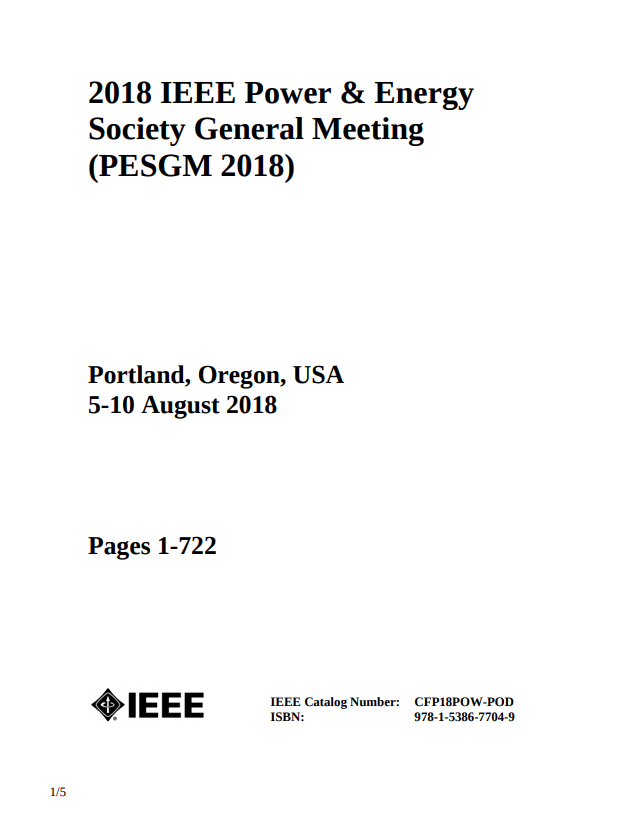 2018 IEEE Power & Energy
Society General Meeting
(PESGM 2018)
Portland, Oregon, USA
5-10 August 2018
Pages 1-722
IEEE
IEEE Catalog Number: CFP18POW-POD
ISBN: 978-1-5386-7704-9
1/5